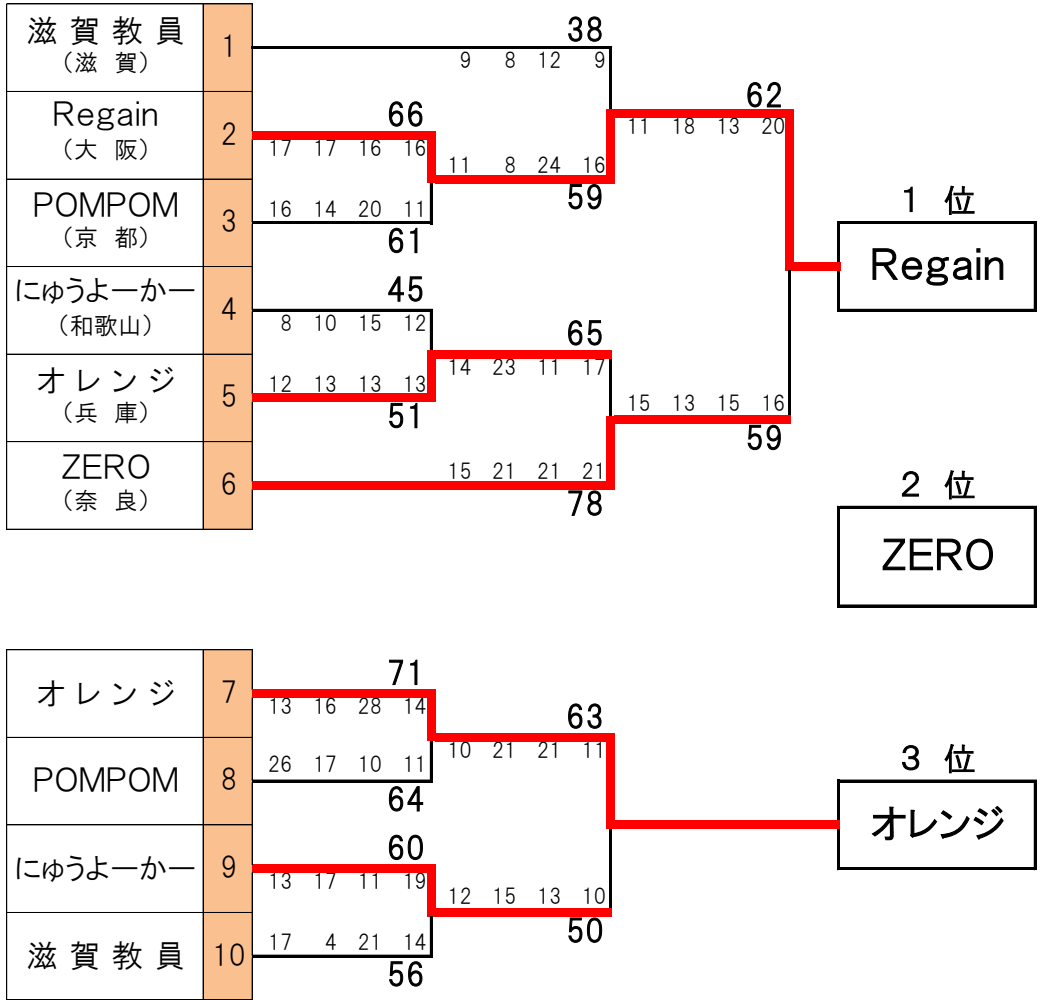 滋賀教員 1
（滋 賀）
38
9 8 12 9
Regain 2
（大 阪）
66
17 17 16 16
62
11 18 13 20
11 8 24 16
59
POMPOM 3
（京 都）
16 14 20 11
61
1 位
Regain
にゅうよーかー 4
（和歌山）
45
8 10 15 12
65
14 23 11 17
オレンジ 5
（兵 庫）
12 13 13 13
51
15 13 15 16
59
ZERO 6
（奈 良）
15 21 21 21
78
2 位
ZERO
オレンジ 7
71
13 16 28 14
63
10 21 21 11
POMPOM 8
26 17 10 11
64
3 位
オレンジ
にゅうよーかー 9
60
13 17 11 19
12 15 13 10
50
滋賀教員 10
17 4 21 14
56